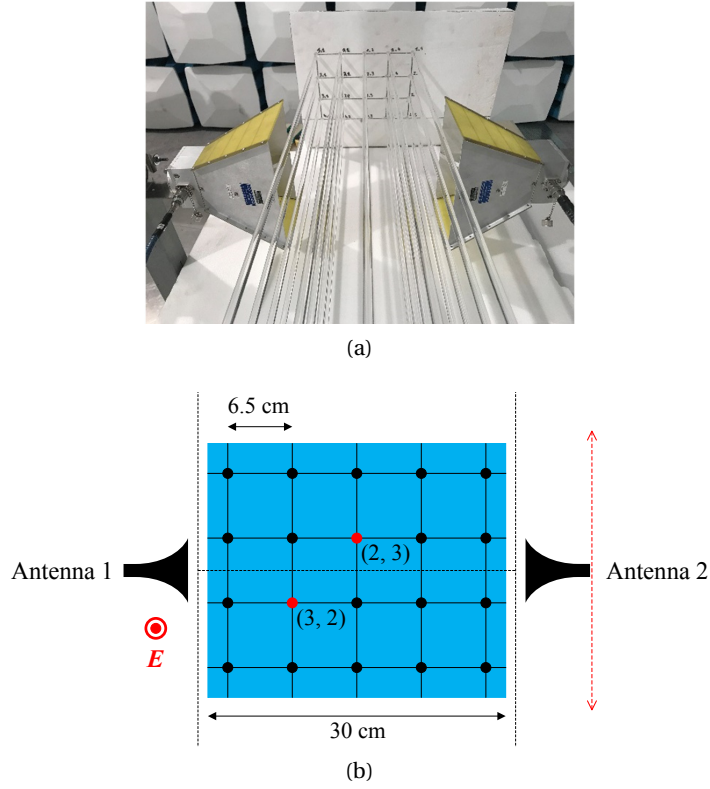 (a)
6.5 cm
(2, 3)
Antenna 1
Antenna 2
(3, 2)
E
30 cm
(b)